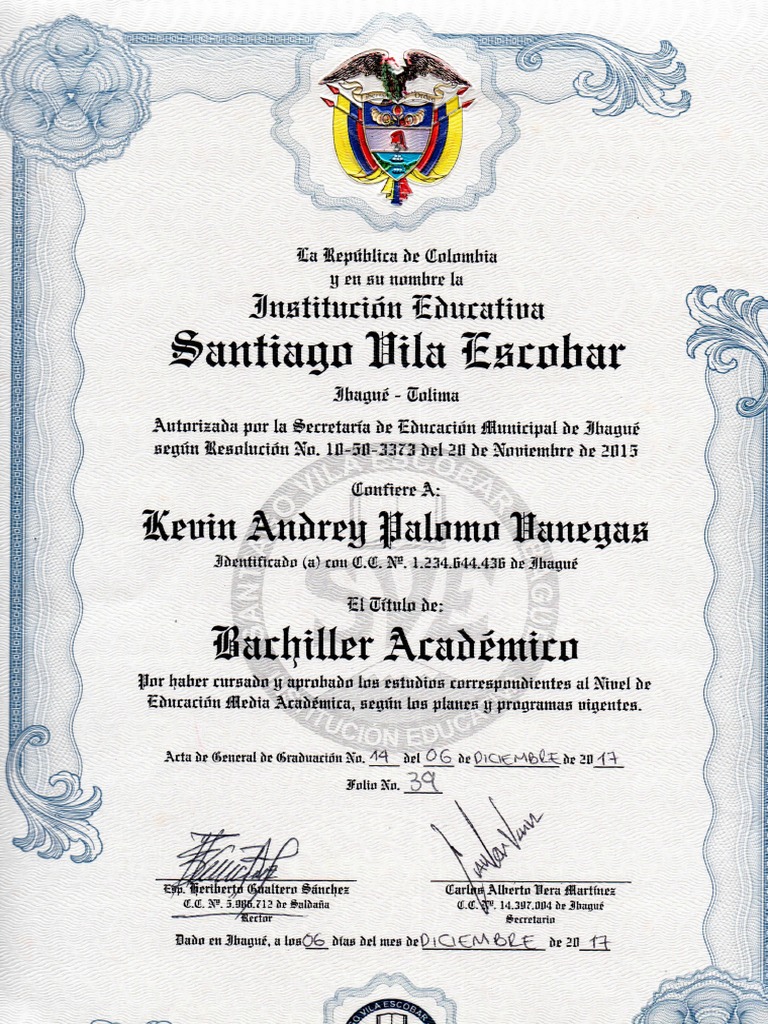 La República de Colombia
y en su nombre la
Institución Educativa
Santiago Vila Escobar
Ibagué - Tolima
Autorizada por la Secretaría de Educación Municipal de Ibagué
según Resolución No. 10-50-3373 del 20 de Noviembre de 2015
Confiere A:
Kevin Andrey Palomo Vanegas
Identificado (a) con C.C. Nº. 1.234.644.436 de Ibagué
El Título de:
Bachiller Académico
Por haber cursado y aprobado los estudios correspondientes al Nivel de
Educación Media Académica, según los planes y programas vigentes.
Acta de General de Graduación No. 14 del 06 de DICIEMBRE de 2017
Folio No. 39
Esp. Heriberto Gualtero Sánchez
C.C. Nº. 5.986.712 de Saldaña
Rector
Carlos Alberto Vera Martínez
C.C. Nº. 14.397.004 de Ibagué
Secretario
Dado en Ibagué, a los 06 días del mes de DICIEMBRE de 2017
VILA ESCOBAR